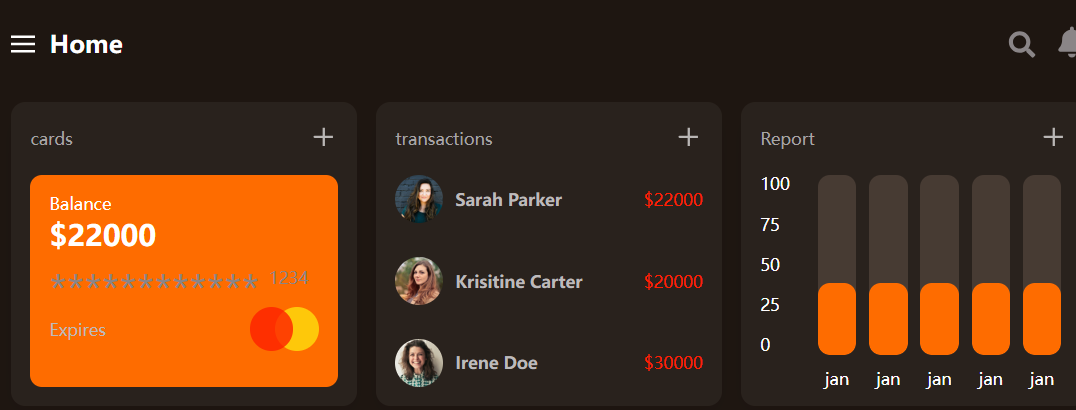 Home
cards
Balance
$22000
************ 1234
Expires
transactions
Sarah Parker $22000
Krisitine Carter $20000
Irene Doe $30000
Report
100
75
50
25
0
jan jan jan jan jan